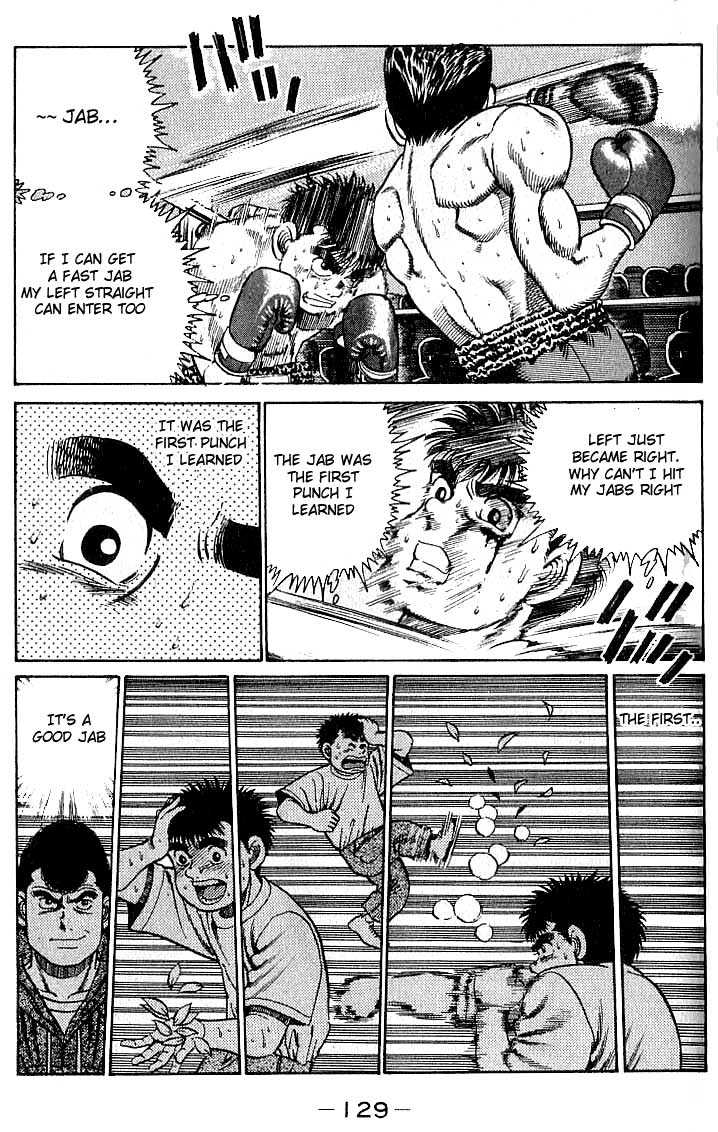 ~~ JAB...
IF I CAN GET
A FAST JAB
MY LEFT STRAIGHT
CAN ENTER TOO
LEFT JUST
BECAME RIGHT.
WHY CAN'T I HIT
MY JABS RIGHT
THE JAB WAS
THE FIRST
PUNCH I
LEARNED
IT WAS THE
FIRST PUNCH
I LEARNED
THE FIRST..
IT'S A
GOOD JAB
- 129 -